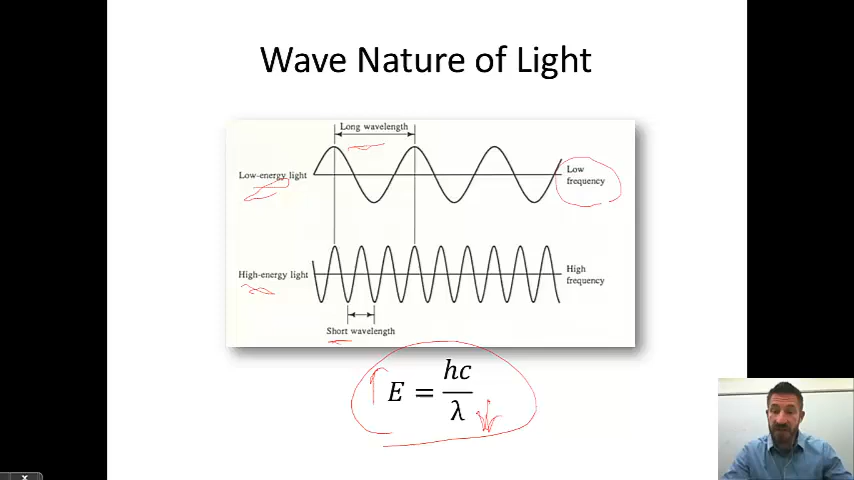 Wave Nature of Light
Long wavelength
Low-energy light
Low
frequency
High-energy light
High
frequency
Short wavelength
E = hc/λ